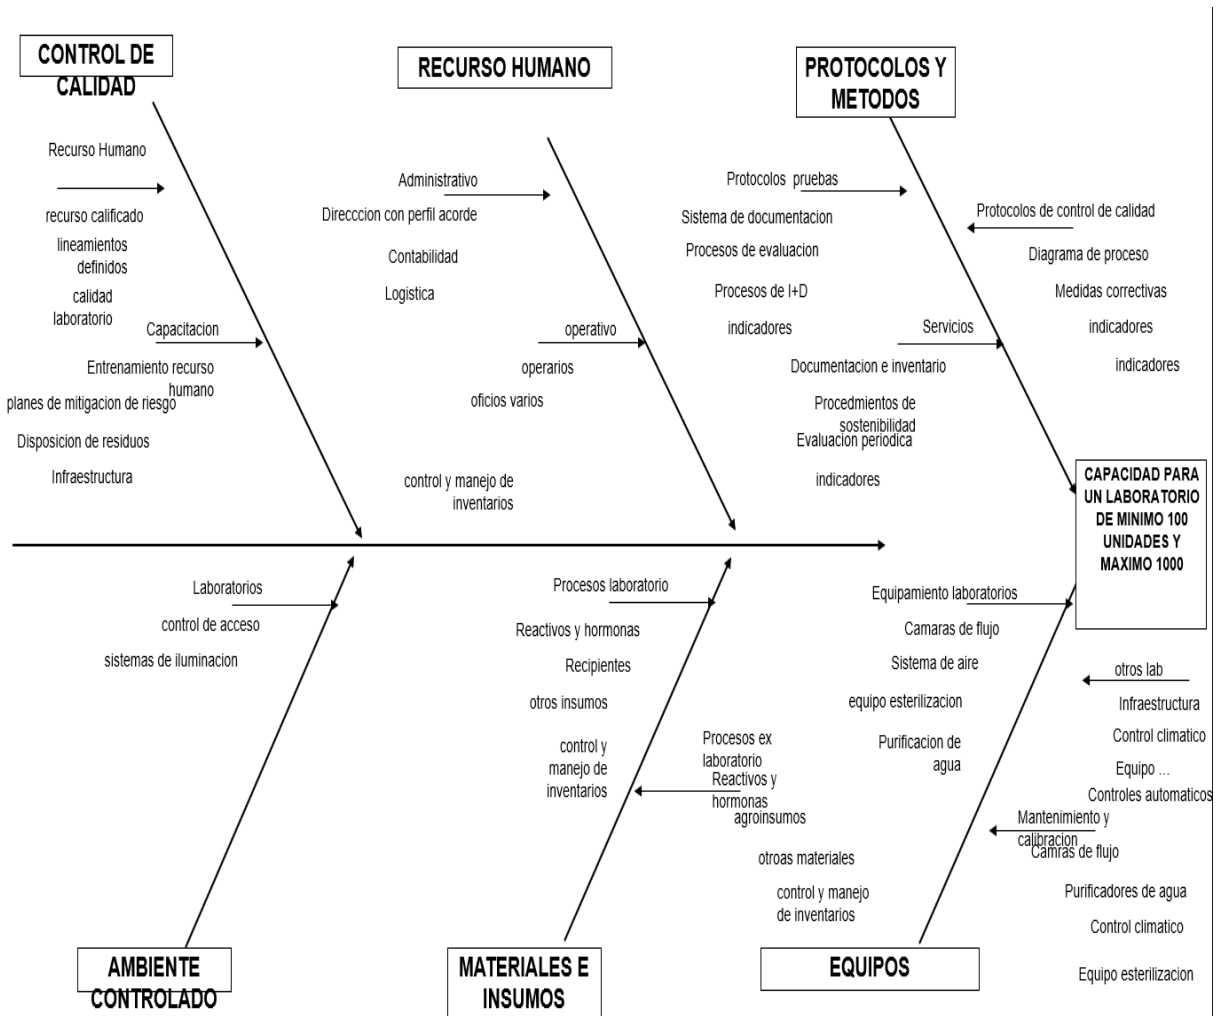 CONTROL DE
CALIDAD
Recurso Humano
recurso calificado
lineamientos
definidos
calidad
laboratorio
Capacitacion
Entrenamiento recurso
humano
planes de mitigacion de riesgo
Disposicion de residuos
Infraestructura
RECURSO HUMANO
Administrativo
Direcccion con perfil acorde
Contabilidad
Logistica
operativo
operarios
oficios varios
control y manejo de
inventarios
PROTOCOLOS Y
METODOS
Protocolos pruebas
Sistema de documentacion
Procesos de evaluacion
Procesos de I+D
indicadores
Servicios
Documentacion e inventario
Procedmientos de
sostenibilidad
Evaluacion periodica
indicadores
Protocolos de control de calidad
Diagrama de proceso
Medidas correctivas
indicadores
indicadores
CAPACIDAD PARA
UN LABORATORIO
DE MINIMO 100
UNIDADES Y
MAXIMO 1000
Laboratorios
control de acceso
sistemas de iluminacion
AMBIENTE
CONTROLADO
Procesos laboratorio
Reactivos y hormonas
Recipientes
otros insumos
control y
manejo de
inventarios
Procesos ex
laboratorio
Reactivos y
hormonas
agroinsumos
otroas materiales
control y manejo
de inventarios
MATERIALES E
INSUMOS
Equipamiento laboratorios
Camaras de flujo
Sistema de aire
equipo esterilizacion
Purificacion de
agua
otros lab
Infraestructura
Control climatico
Equipo ...
Controles automaticos
Mantenimiento y
calibracion
Camras de flujo
Purificadores de agua
Control climatico
Equipo esterilizacion
EQUIPOS